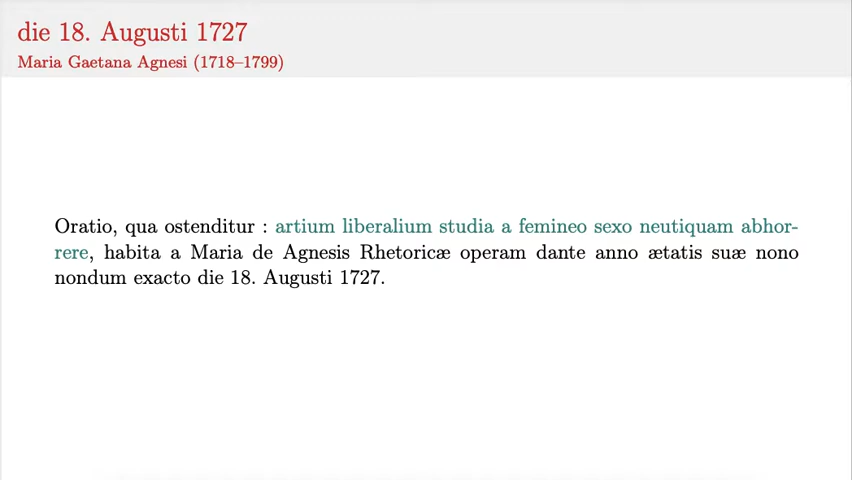 die 18. Augusti 1727
Maria Gaetana Agnesi (1718–1799)
Oratio, qua ostenditur : artium liberalium studia a femineo sexo neutiquam abhor-
rere, habita a Maria de Agnesis Rhetoricæ operam dante anno ætatis suæ nono
nondum exacto die 18. Augusti 1727.